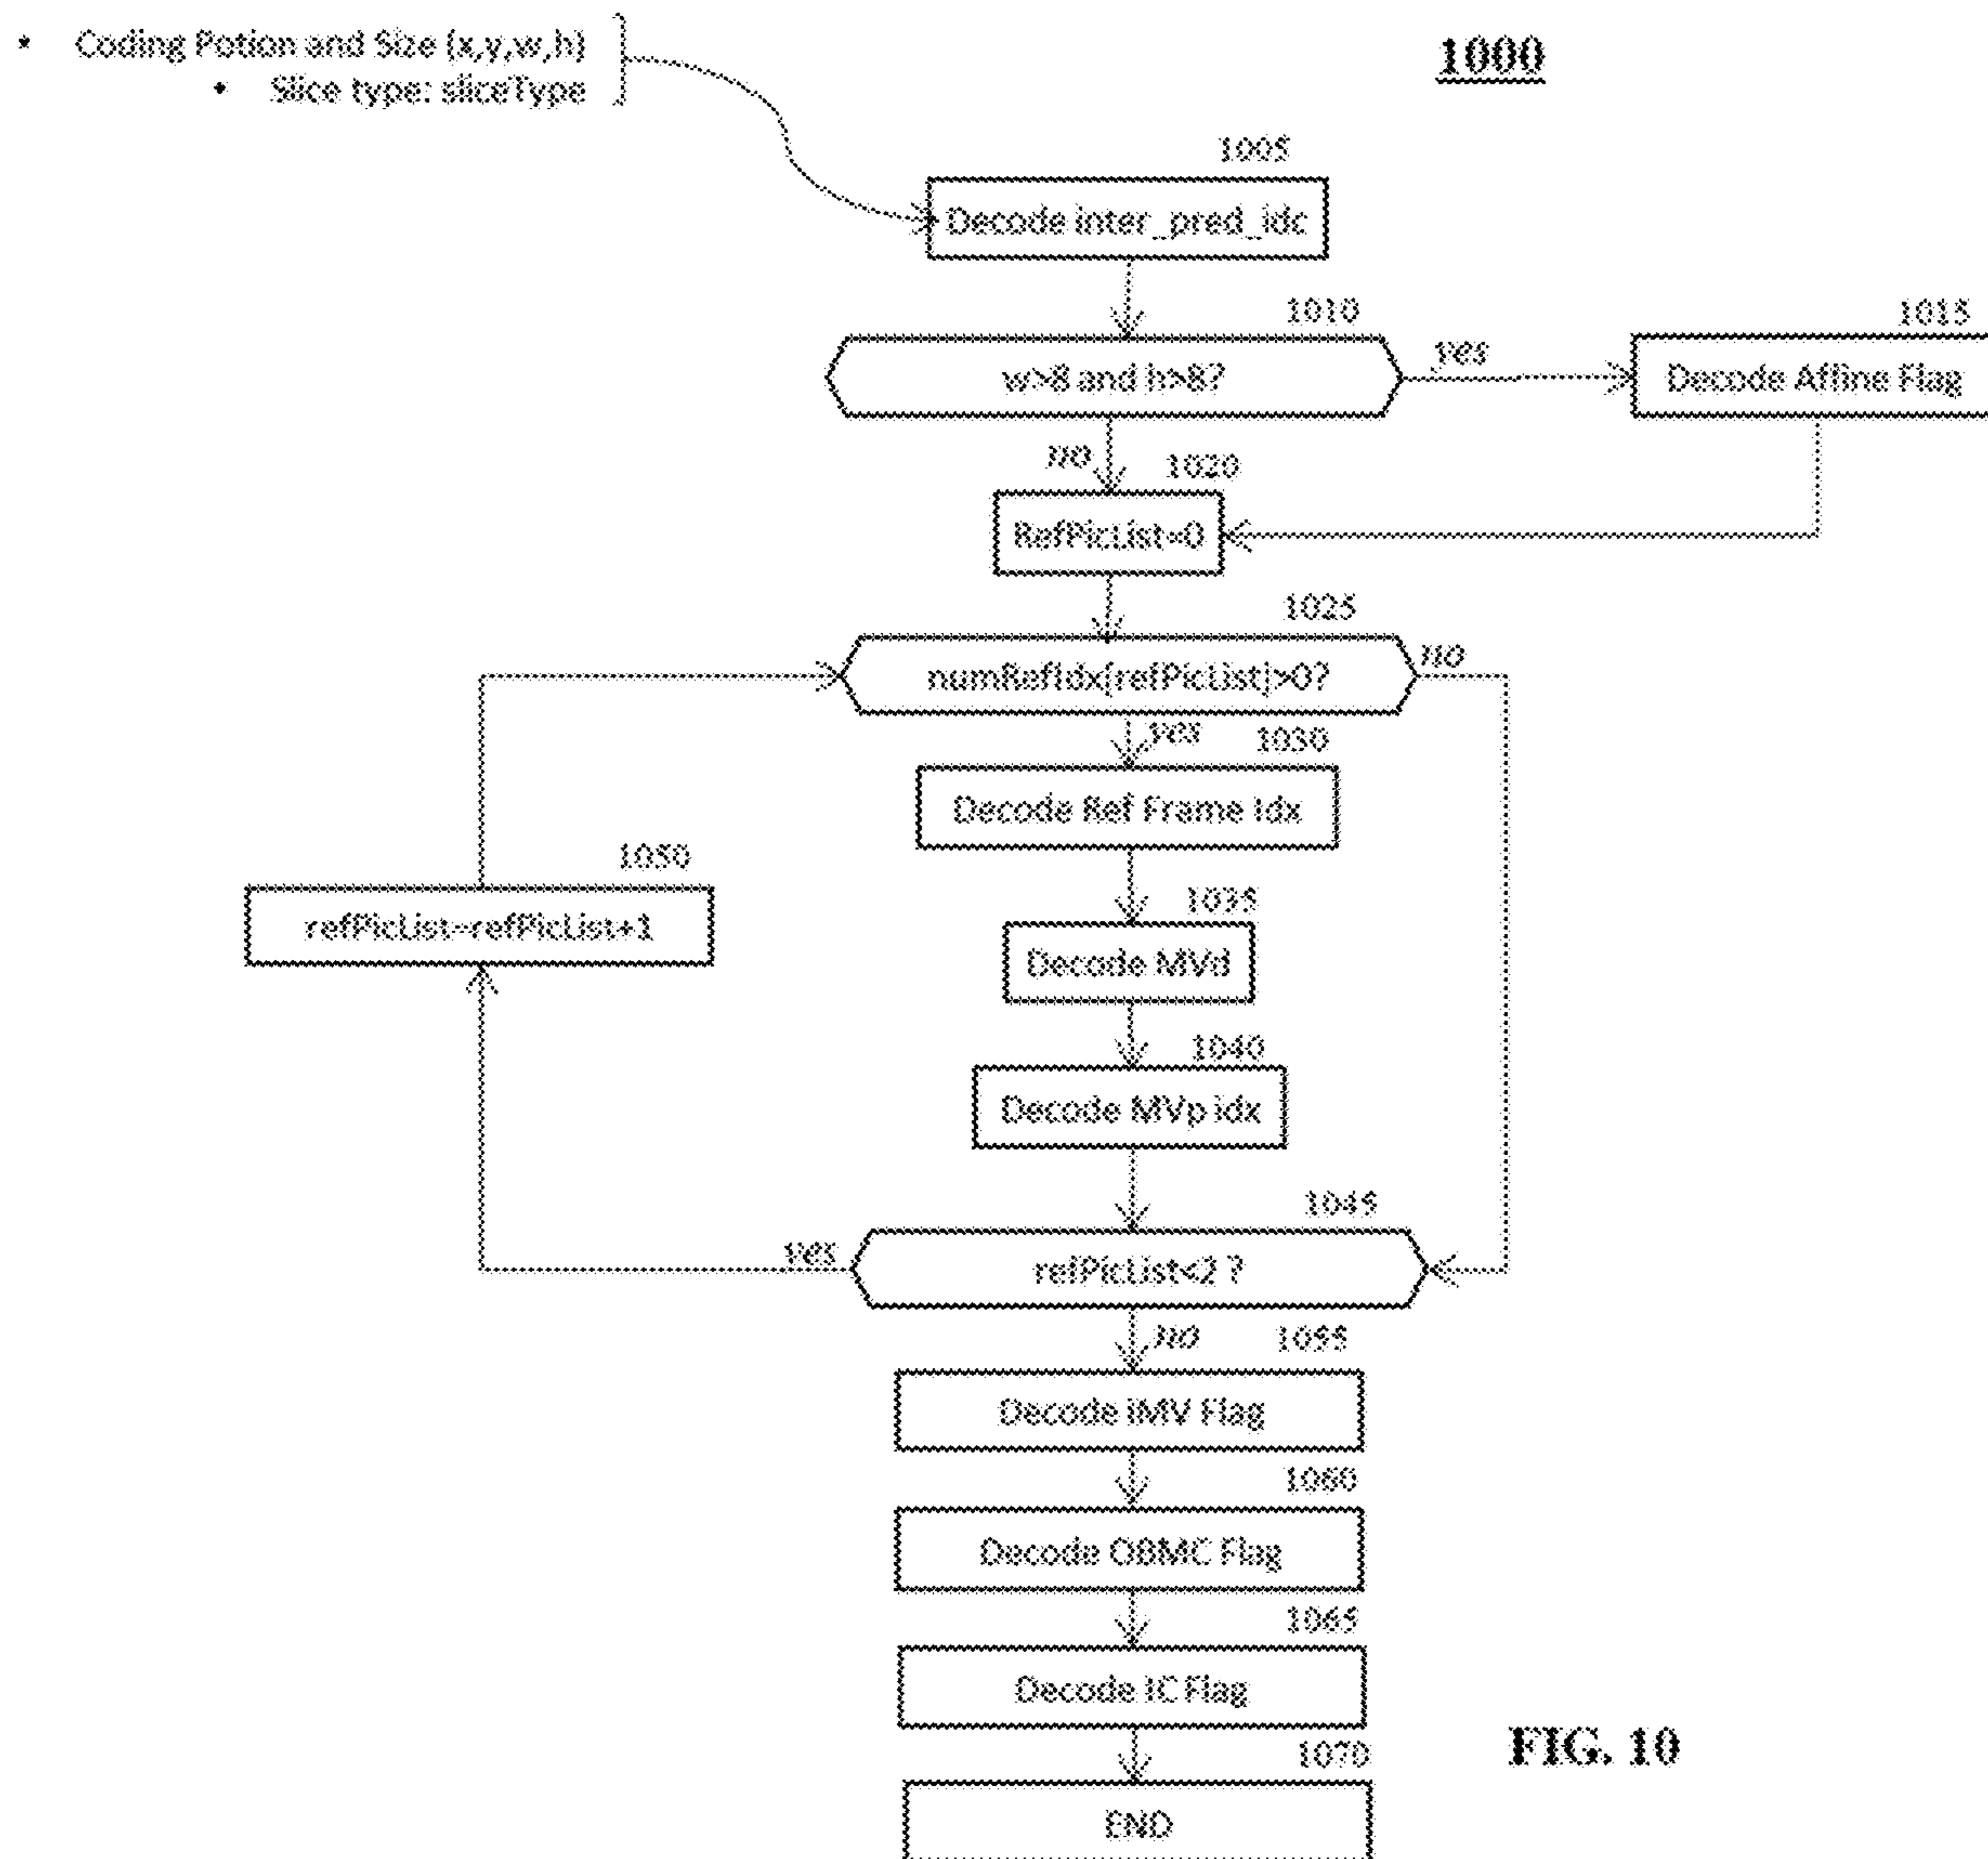 • Coding Potion and Size (x,y,w,h)
• Slice type: sliceType
1000
1005
Decode inter_pred_idc
1010
w>8 and h>8?
yes
1015
Decode Affine Flag
no
1020
RefPicList=0
1025
numRefIdx(refPicList)>0?
no
yes
1030
Decode Ref Frame Idx
1050
refPicList=refPicList+1
1035
Decode MVd
1040
Decode MVp idx
1045
yes
refPicList<2 ?
no
1055
Decode IMV Flag
1060
Decode OBMC Flag
1065
Decode IC Flag
1070
END
FIG. 10